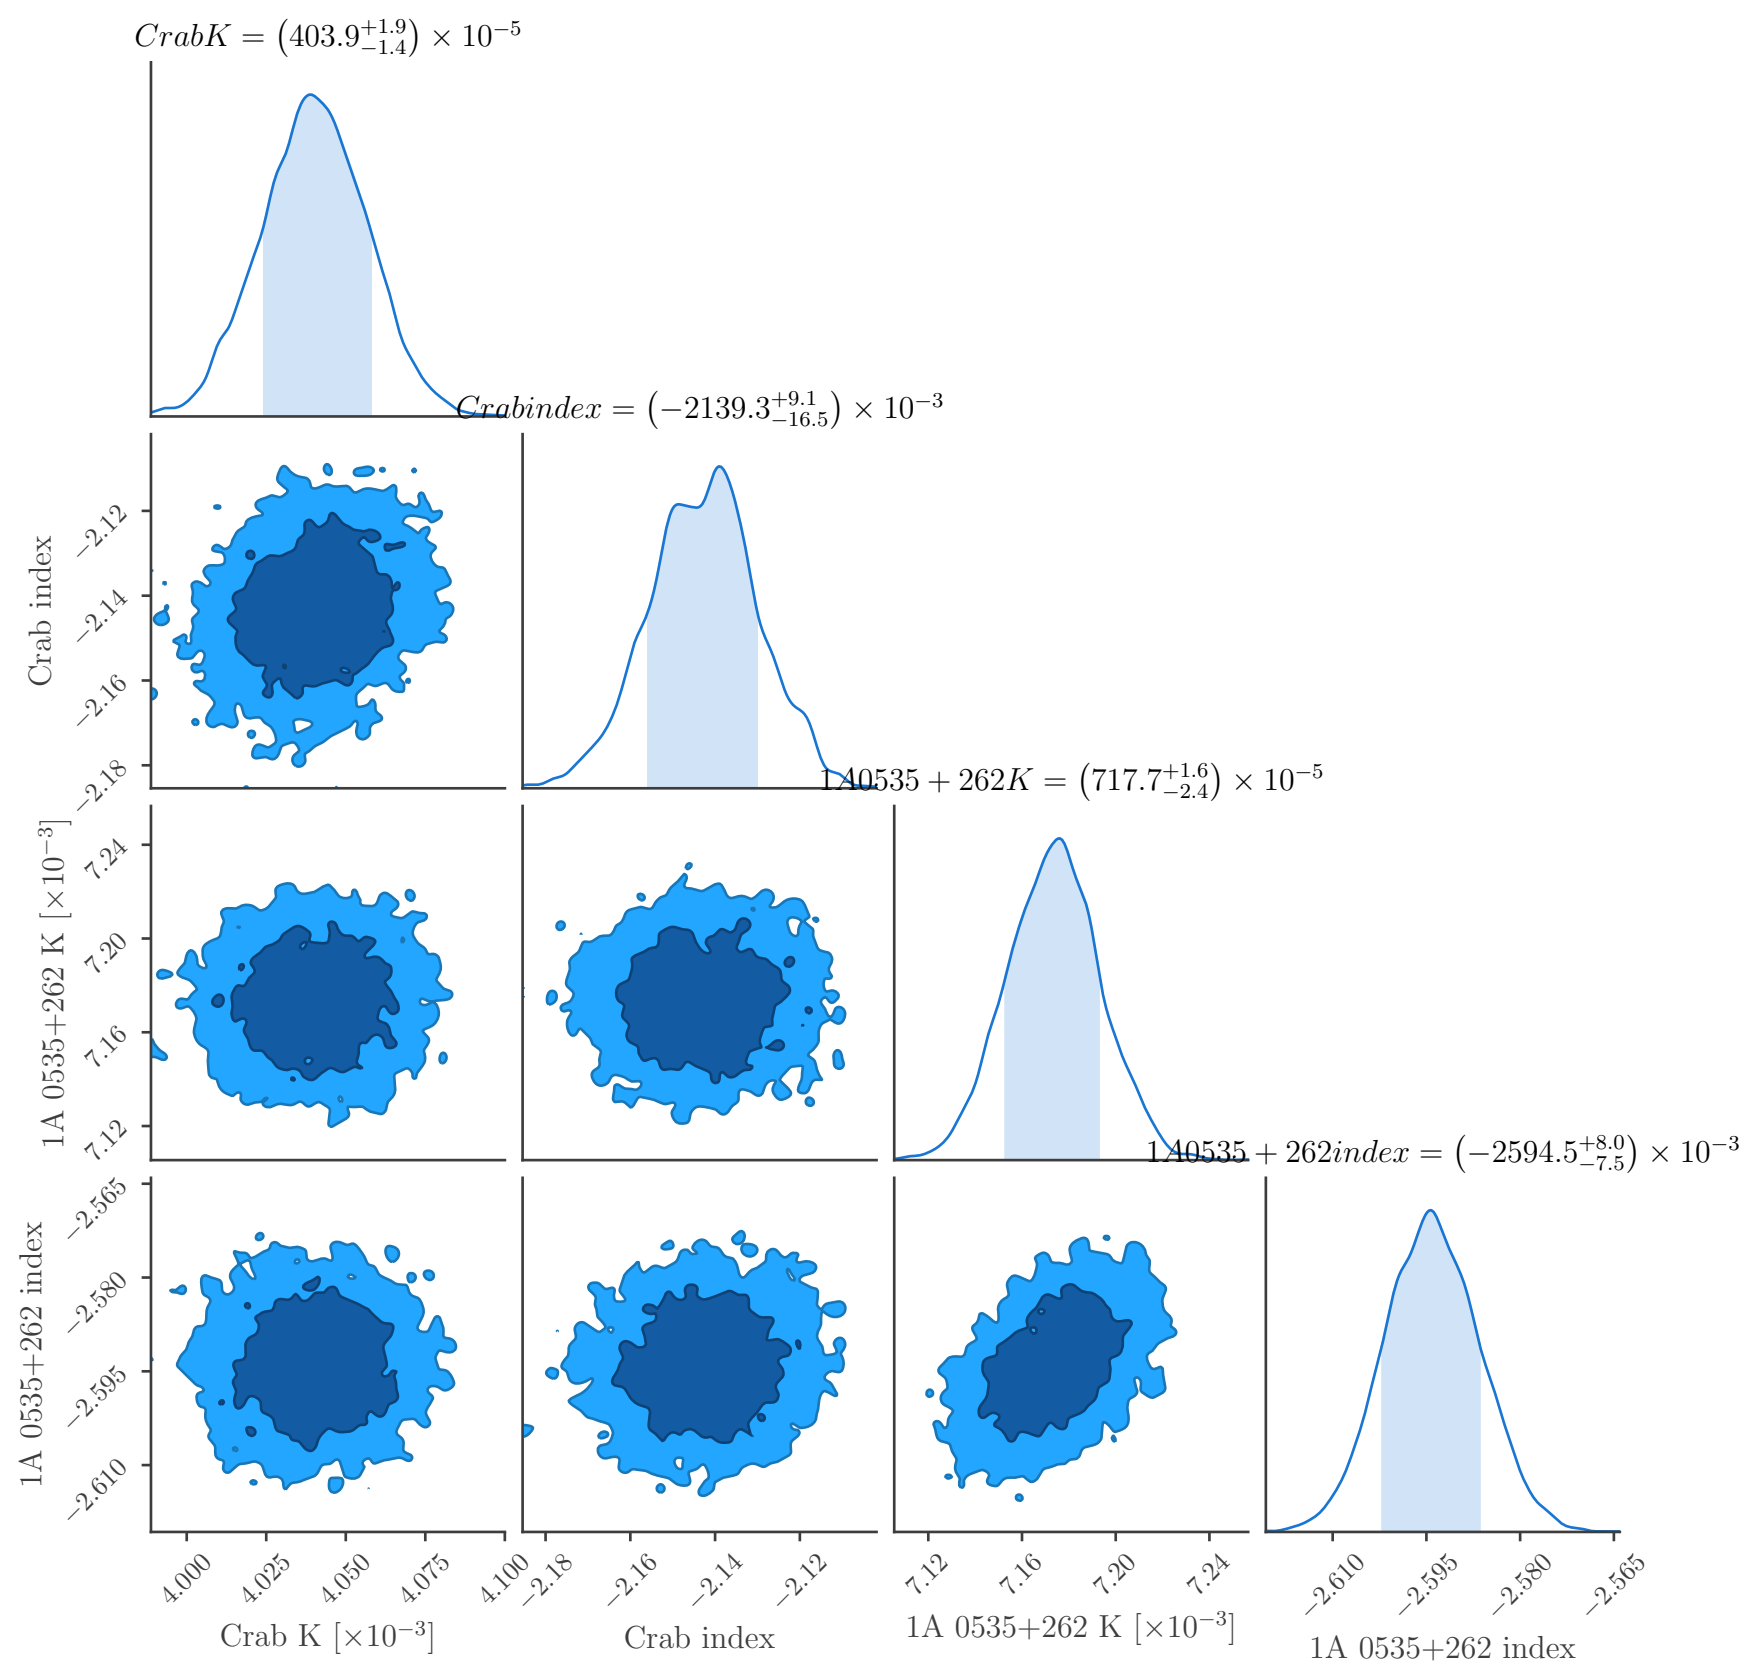 CrabK = (403.9^{+1.9}_{-1.4}) × 10^{−5}
Crabindex = (−2139.3^{+9.1}_{−16.5}) × 10^{−3}
−2.12
−2.14
−2.16
−2.18
Crab index
1A0535 + 262K = (717.7^{+1.6}_{−2.4}) × 10^{−5}
7.24
7.20
7.16
7.12
1A 0535+262 K [×10^{−3}]
1A0535 + 262index = (−2594.5^{+8.0}_{−7.5}) × 10^{−3}
−2.565
−2.580
−2.595
−2.610
1A 0535+262 index
4.000 4.025 4.050 4.075 4.100
−2.18 −2.16 −2.14 −2.12
7.12 7.16 7.20 7.24
−2.610 −2.595 −2.580 −2.565
Crab K [×10^{−3}]
Crab index
1A 0535+262 K [×10^{−3}]
1A 0535+262 index